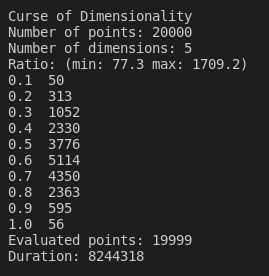 Curse of Dimensionality
Number of points: 20000
Number of dimensions: 5
Ratio: (min: 77.3 max: 1709.2)
0.1  50
0.2  313
0.3  1052
0.4  2330
0.5  3776
0.6  5114
0.7  4350
0.8  2363
0.9  595
1.0  56
Evaluated points: 19999
Duration: 8244318